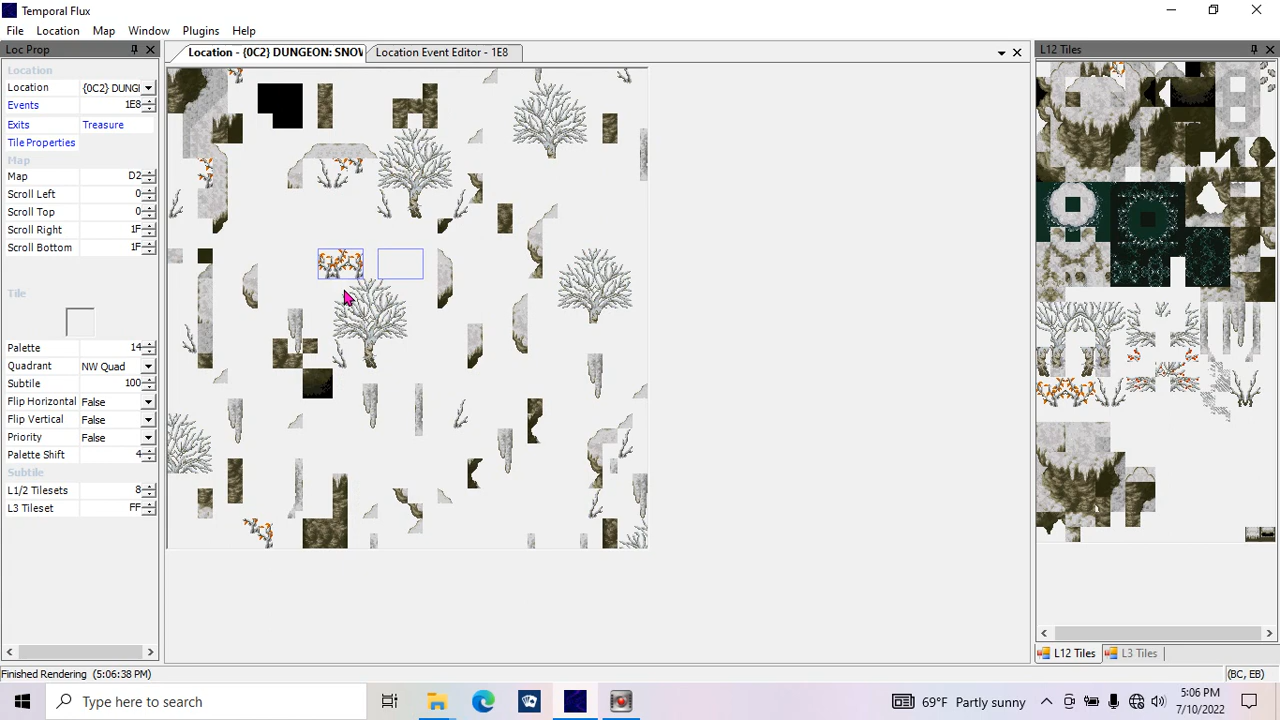 Temporal Flux
File Location Map Window Plugins Help
Loc Prop
Location - {0C2} DUNGEON: SNOW
Location Event Editor - 1E8
L12 Tiles
Location
Location {0C2} DUNGI
Events 1E8
Exits Treasure
Tile Properties
Map
Map D2
Scroll Left 0
Scroll Top 0
Scroll Right 1F
Scroll Bottom 1F
Tile
Palette 14
Quadrant NW Quad
Subtile 100
Flip Horizontal False
Flip Vertical False
Priority False
Palette Shift 4
Subtile
L1/2 Tilesets 8
L3 Tileset FF
L12 Tiles L3 Tiles
Finished Rendering (5:06:38 PM)
(BC, EB)
Type here to search
69°F Partly sunny
5:06 PM
7/10/2022